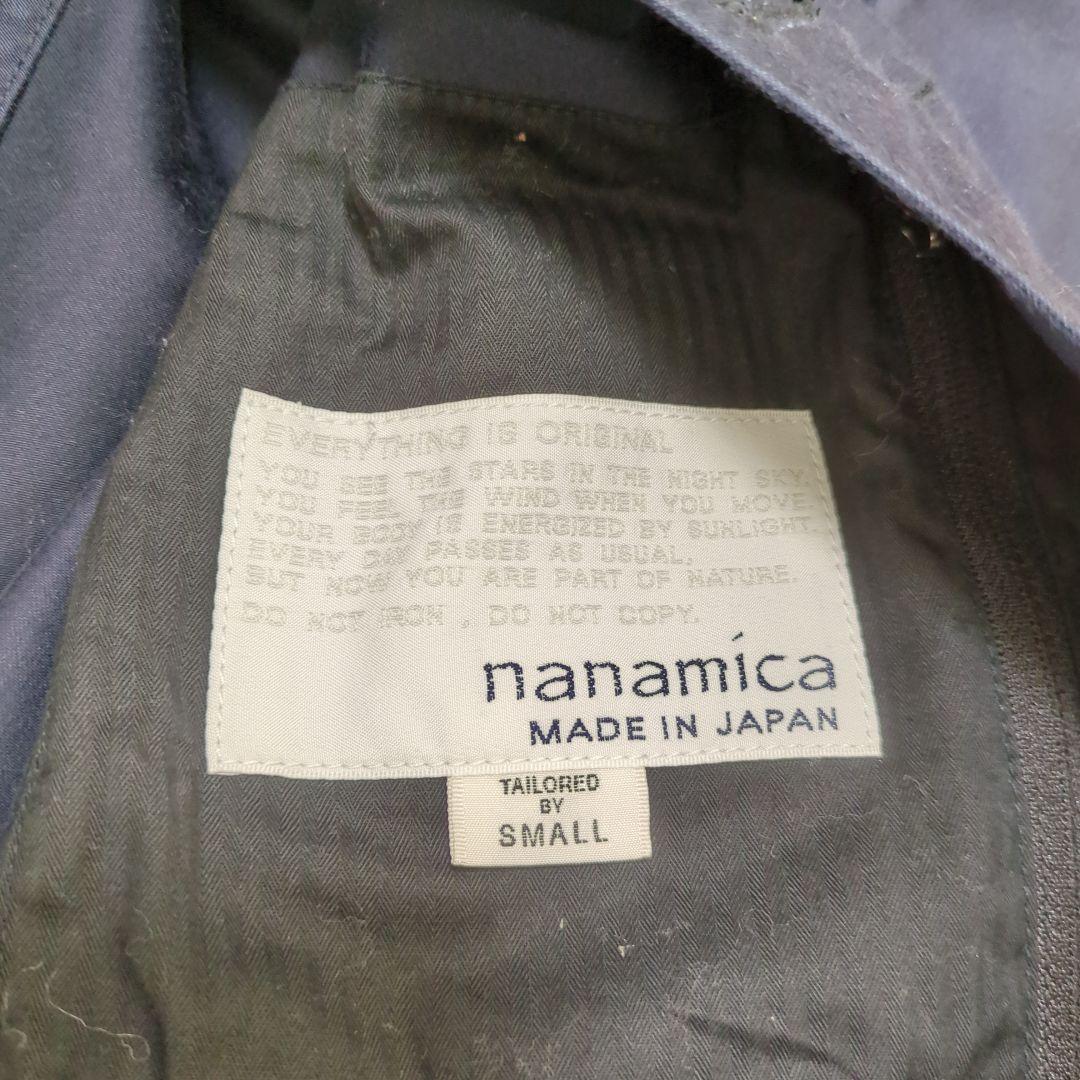 EVERYTHING IS ORIGINAL
YOU SEE THE STARS IN THE NIGHT SKY.
YOU FEEL THE WIND WHEN YOU MOVE.
YOUR BODY IS ENERGIZED BY SUNLIGHT.
EVERY DAY PASSES AS USUAL,
BUT NOW YOU ARE PART OF NATURE.
DO NOT IRON , DO NOT COPY.
nanamíca
MADE IN JAPAN
TAILORED
BY
SMALL